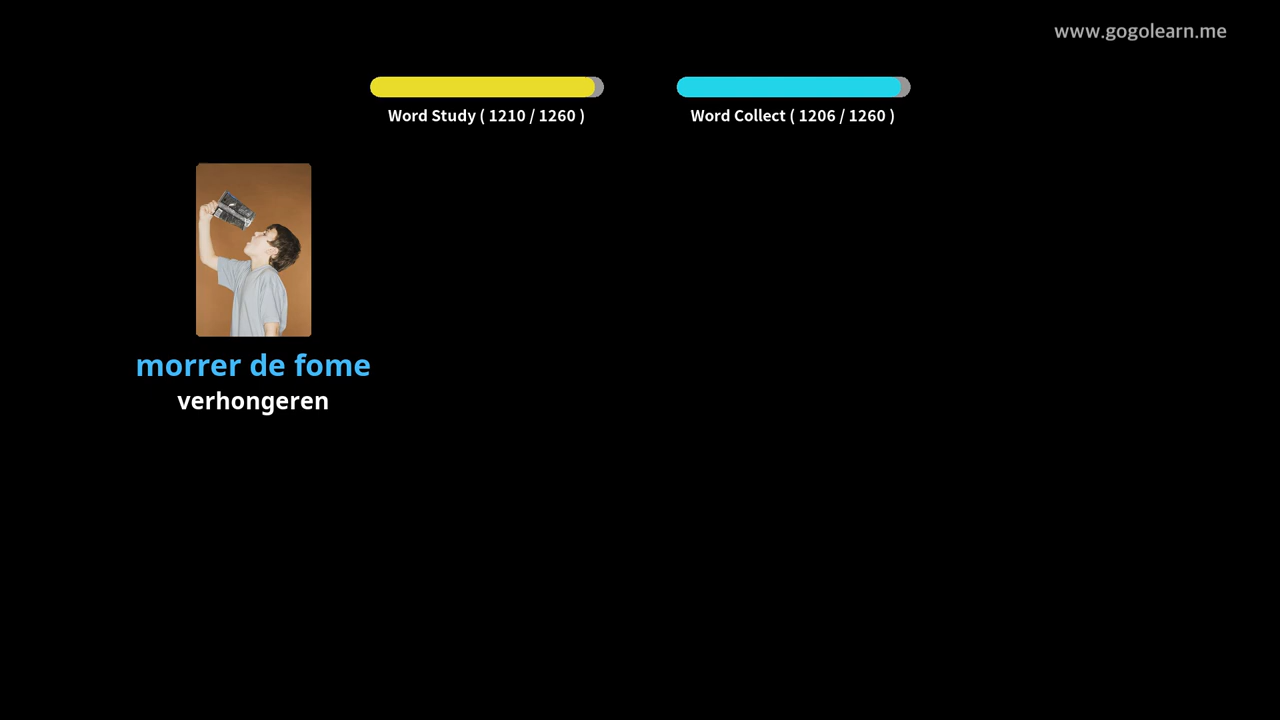 www.gogolearn.me
Word Study ( 1210 / 1260 )
Word Collect ( 1206 / 1260 )
morrer de fome
verhongeren